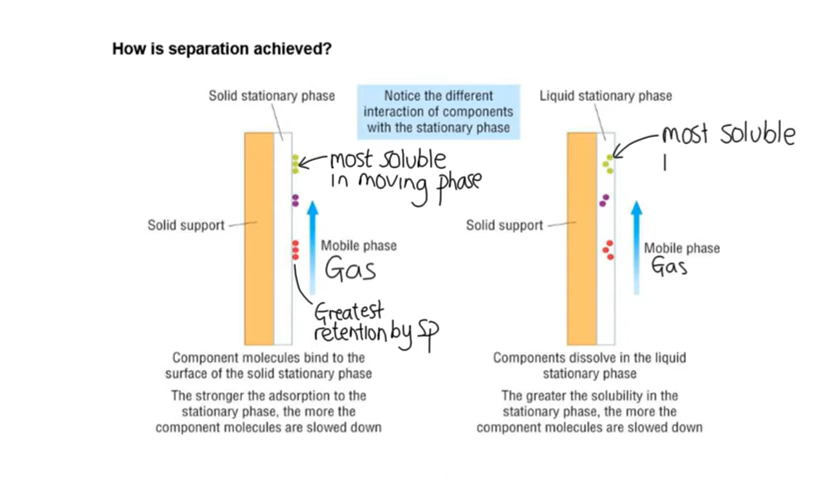 How is separation achieved?
Solid stationary phase
Notice the different
interaction of components
with the stationary phase
Liquid stationary phase
most soluble
in moving phase
most soluble
I
Solid support
Mobile phase
Gas
Greatest
retention by SP
Solid support
Mobile phase
Gas
Component molecules bind to the
surface of the solid stationary phase
The stronger the adsorption to the
stationary phase, the more the
component molecules are slowed down
Components dissolve in the liquid
stationary phase
The greater the solubility in the
stationary phase, the more the
component molecules are slowed down